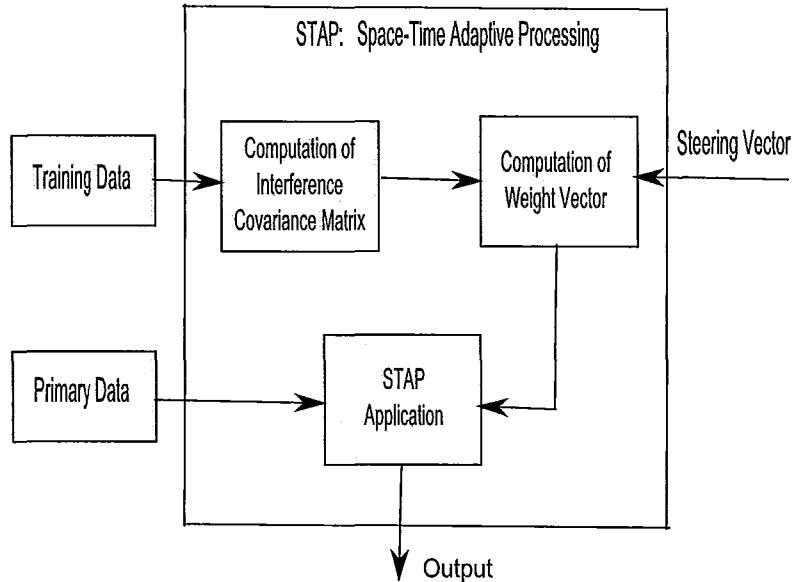 STAP: Space-Time Adaptive Processing
Training Data
Computation of
Interference
Covariance Matrix
Computation of
Weight Vector
Steering Vector
Primary Data
STAP
Application
Output